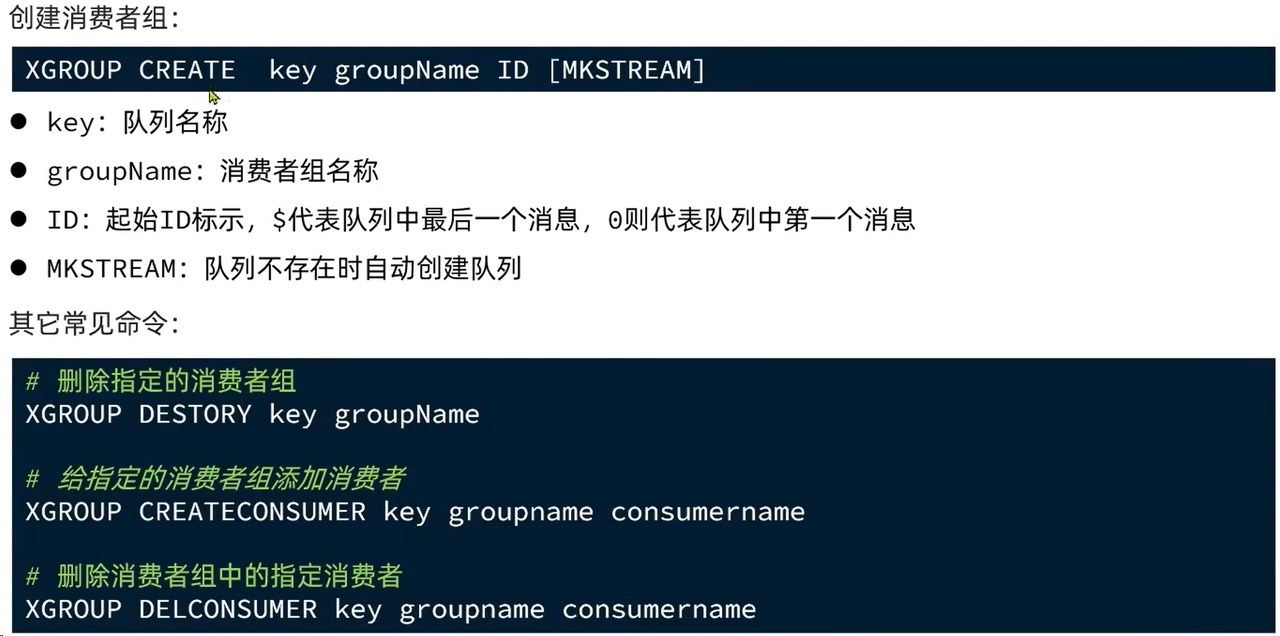 创建消费者组：
XGROUP CREATE  key groupName ID [MKSTREAM]
● key：队列名称
● groupName：消费者组名称
● ID：起始ID标示，$代表队列中最后一个消息，0则代表队列中第一个消息
● MKSTREAM：队列不存在时自动创建队列
其它常见命令：
# 删除指定的消费者组
XGROUP DESTORY key groupName
# 给指定的消费者组添加消费者
XGROUP CREATECONSUMER key groupname consumername
# 删除消费者组中的指定消费者
XGROUP DELCONSUMER key groupname consumername